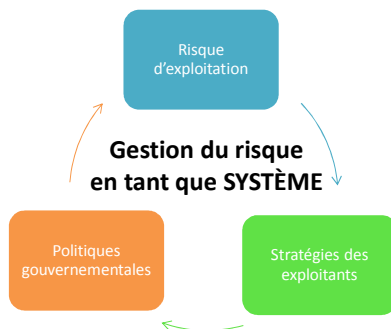 Risque
d'exploitation
Gestion du risque
en tant que SYSTÈME
Politiques
gouvernementales
Stratégies des
exploitants